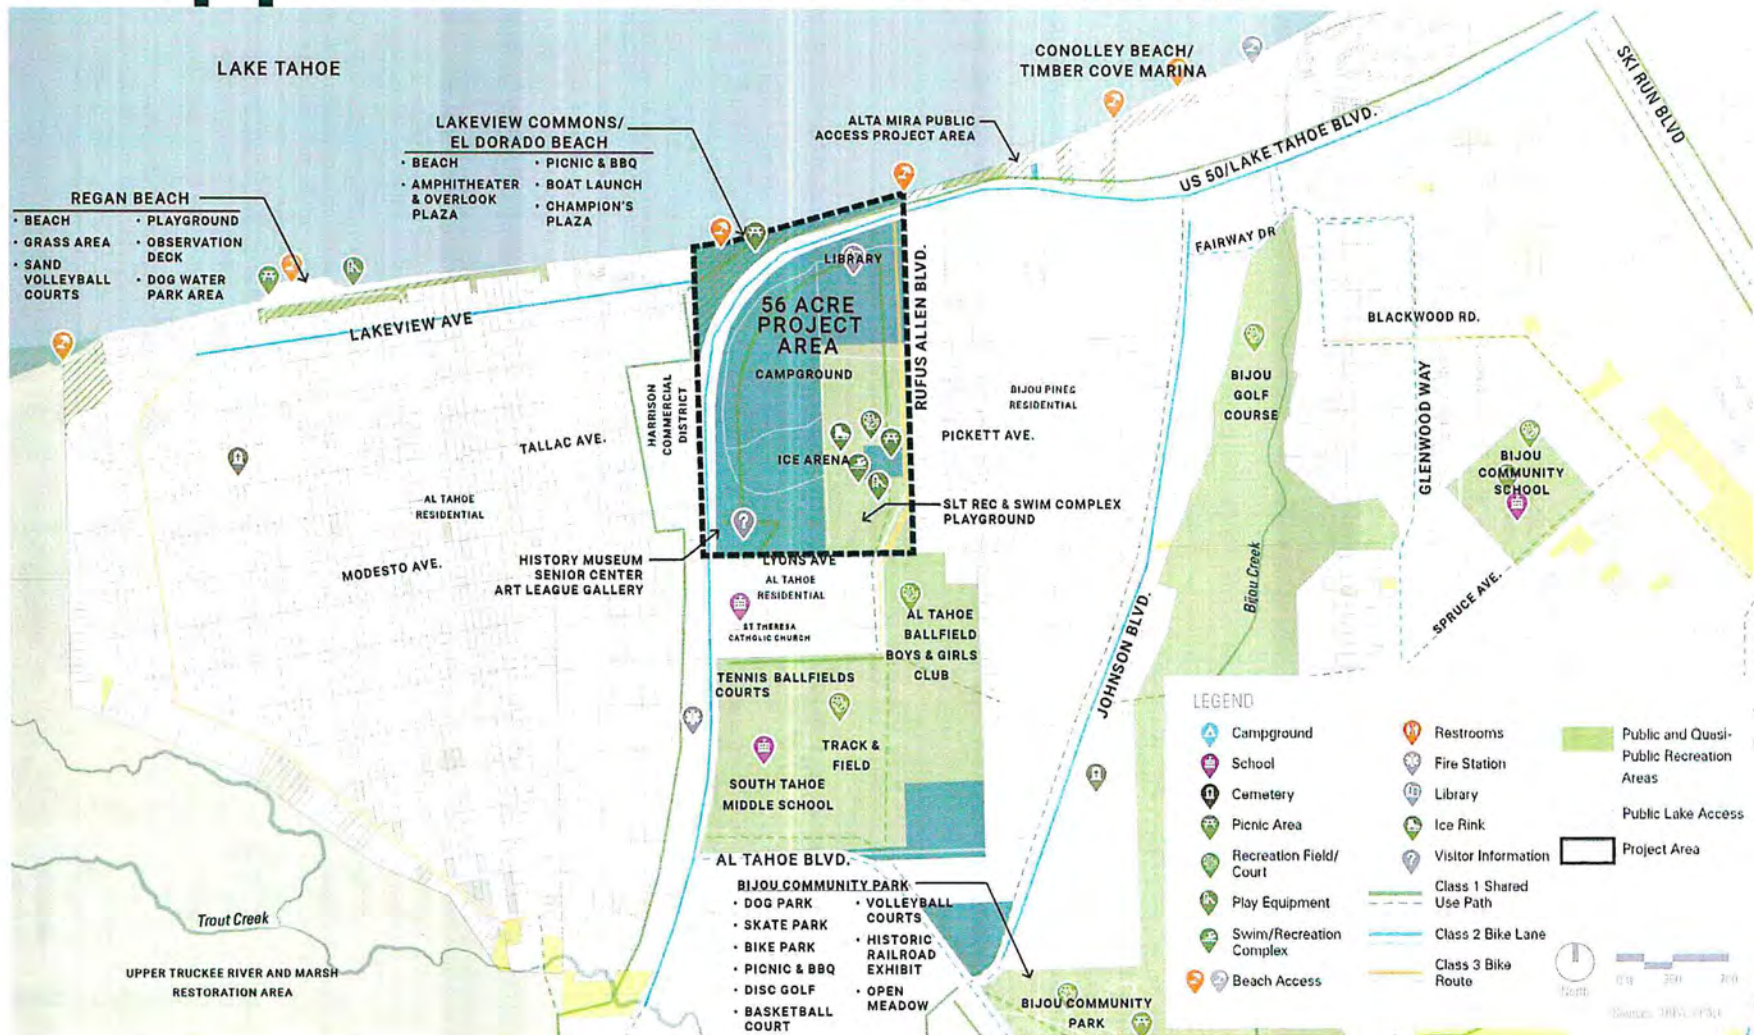 LAKE TAHOE
CONOLLEY BEACH/
TIMBER COVE MARINA
SKI RUN BLVD
LAKEVIEW COMMONS/
EL DORADO BEACH
• BEACH
• AMPHITHEATER
& OVERLOOK
PLAZA
• PICNIC & BBQ
• BOAT LAUNCH
• CHAMPION'S
PLAZA
ALTA MIRA PUBLIC
ACCESS PROJECT AREA
US 50/LAKE TAHOE BLVD.
REGAN BEACH
• BEACH
• GRASS AREA
• SAND
VOLLEYBALL
COURTS
• PLAYGROUND
• OBSERVATION
DECK
• DOG WATER
PARK AREA
LAKEVIEW AVE
LIBRARY
56 ACRE
PROJECT
AREA
CAMPGROUND
RUFUS ALLEN BLVD.
FAIRWAY DR
BLACKWOOD RD.
HARRISON
COMMERCIAL
DISTRICT
TALLAC AVE.
BIJOU PINES
RESIDENTIAL
BIJOU
GOLF
COURSE
GLENWOOD WAY
PICKETT AVE.
ICE ARENA
AL TAHOE
RESIDENTIAL
BIJOU
COMMUNITY
SCHOOL
SLT REC & SWIM COMPLEX
PLAYGROUND
MODESTO AVE.
HISTORY MUSEUM
SENIOR CENTER
ART LEAGUE GALLERY
LYONS AVE
AL TAHOE
RESIDENTIAL
ST THERESA
CATHOLIC CHURCH
Bijou Creek
SPRUCE AVE.
JOHNSON BLVD.
AL TAHOE
BALLFIELD
BOYS & GIRLS
CLUB
TENNIS BALLFIELDS
COURTS
TRACK &
FIELD
SOUTH TAHOE
MIDDLE SCHOOL
AL TAHOE BLVD.
BIJOU COMMUNITY PARK
• DOG PARK
• SKATE PARK
• BIKE PARK
• PICNIC & BBQ
• DISC GOLF
• BASKETBALL
COURT
• VOLLEYBALL
COURTS
• HISTORIC
RAILROAD
EXHIBIT
• OPEN
MEADOW
BIJOU COMMUNITY
PARK
Trout Creek
UPPER TRUCKEE RIVER AND MARSH
RESTORATION AREA
LEGEND
Campground
School
Cemetery
Picnic Area
Recreation Field/
Court
Play Equipment
Swim/Recreation
Complex
Beach Access
Restrooms
Fire Station
Library
Ice Rink
Visitor Information
Class 1 Shared
Use Path
Class 2 Bike Lane
Class 3 Bike
Route
Public and Quasi-
Public Recreation
Areas
Public Lake Access
Project Area
North